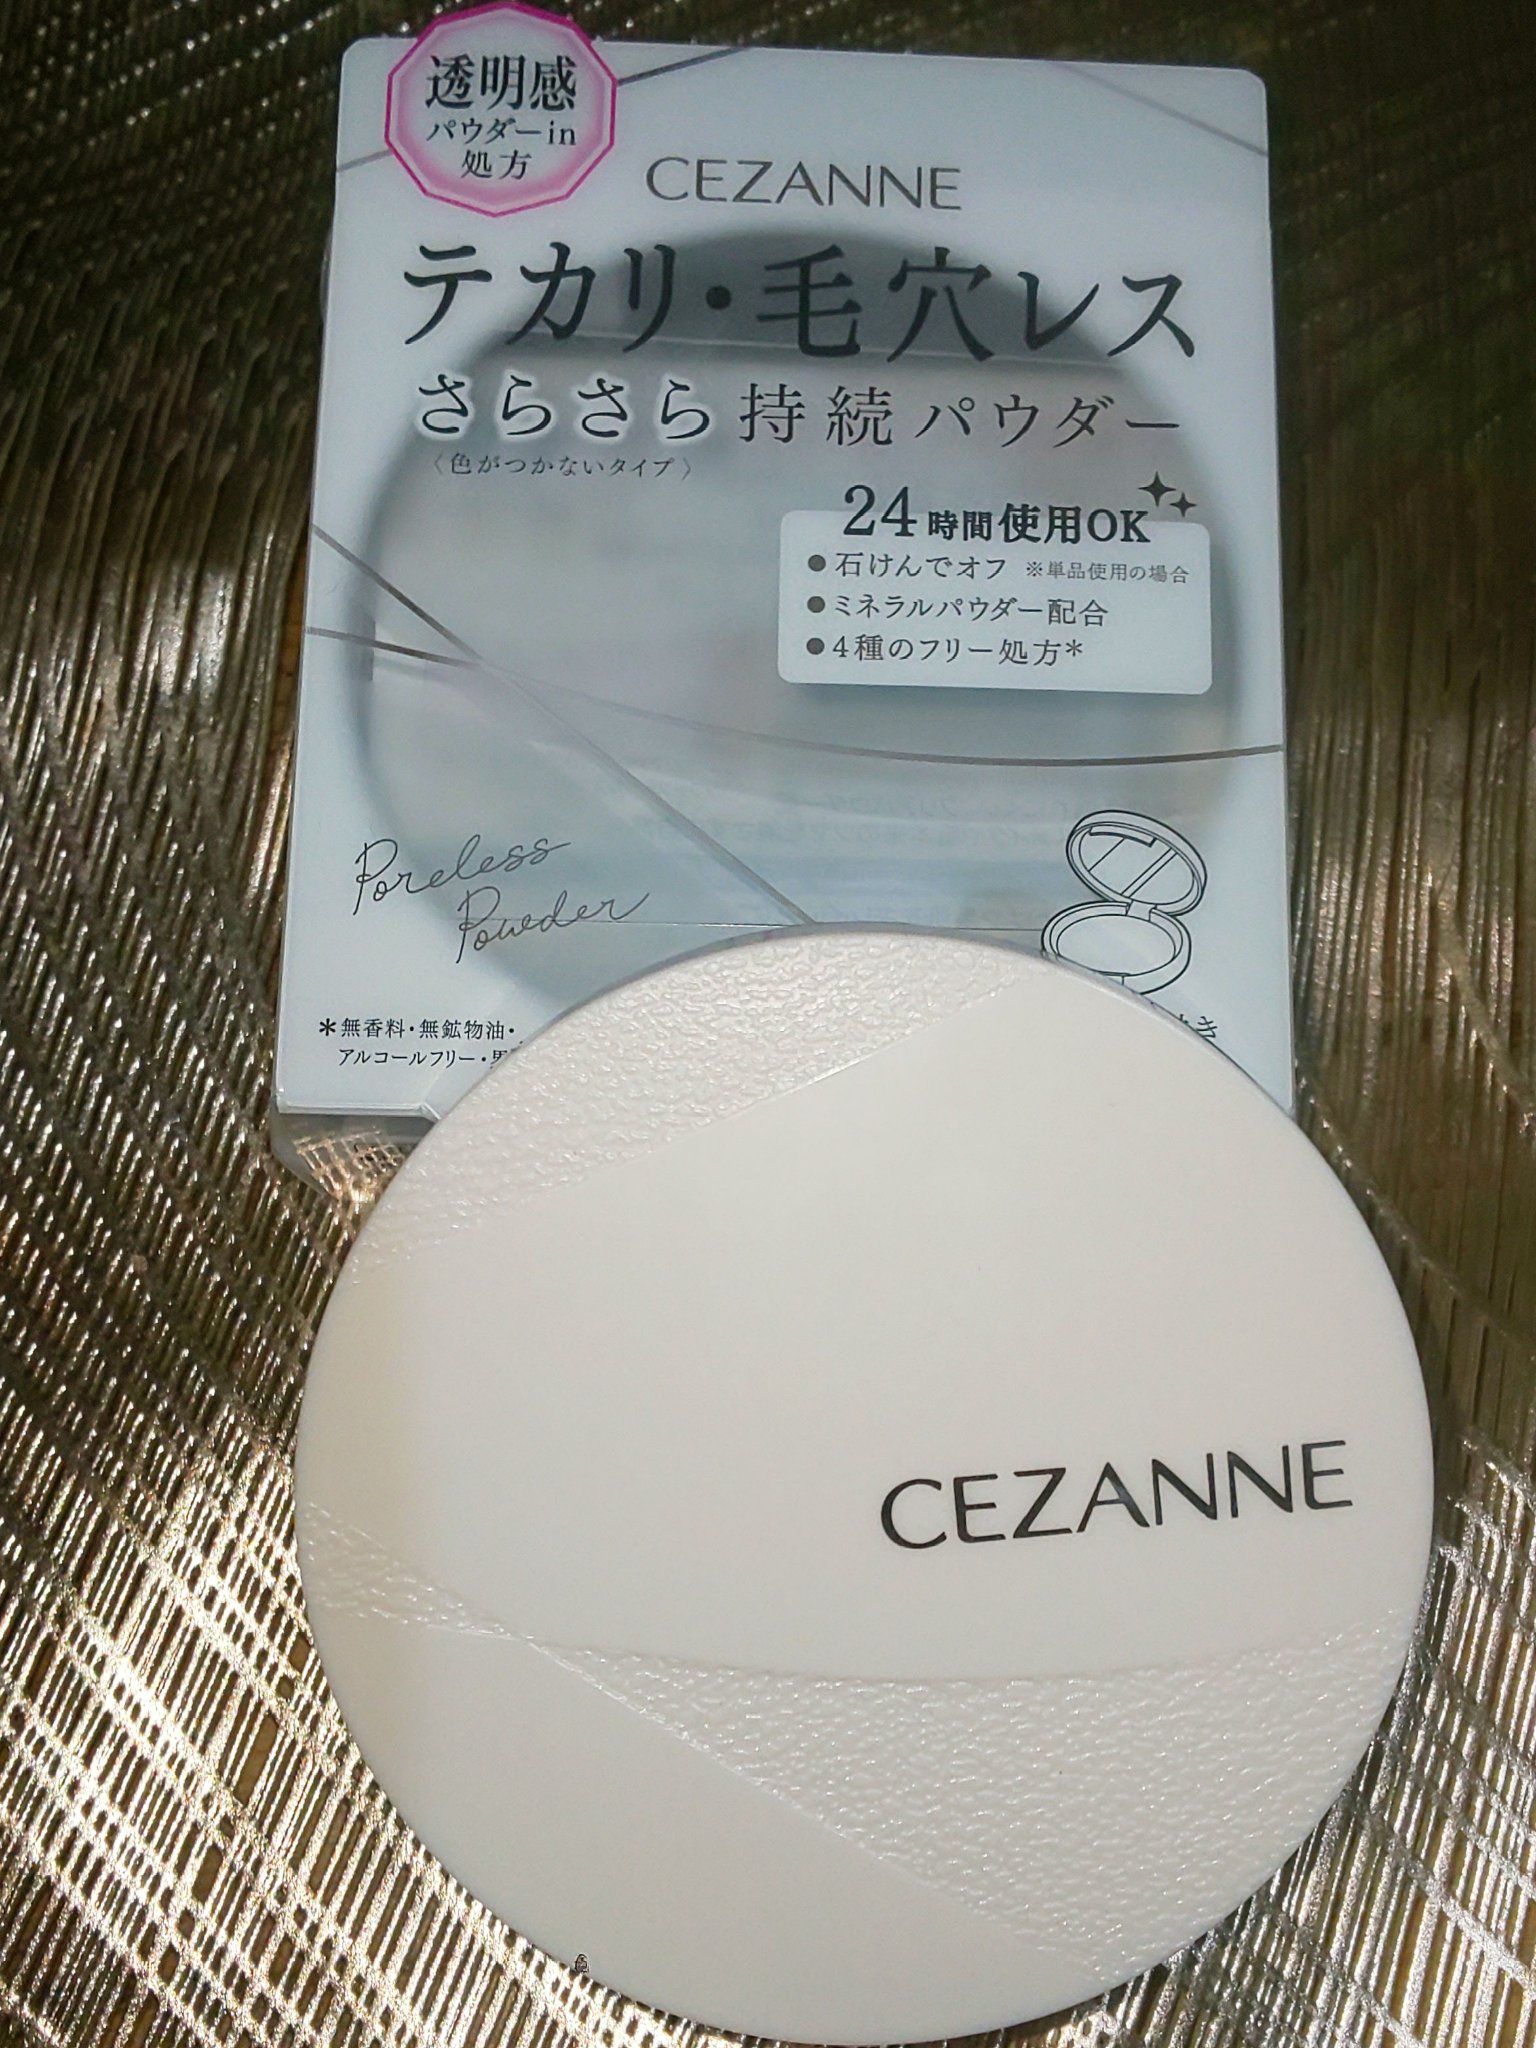 透明感
パウダーin
処方
CEZANNE
テカリ・毛穴レス
さらさら持続パウダー
〈色がつかないタイプ〉
24時間使用OK
●石けんでオフ ※単品使用の場合
●ミネラルパウダー配合
●4種のフリー処方*
Poreless
Powder
*無香料・無鉱物油・
アルコールフリー・
CEZANNE